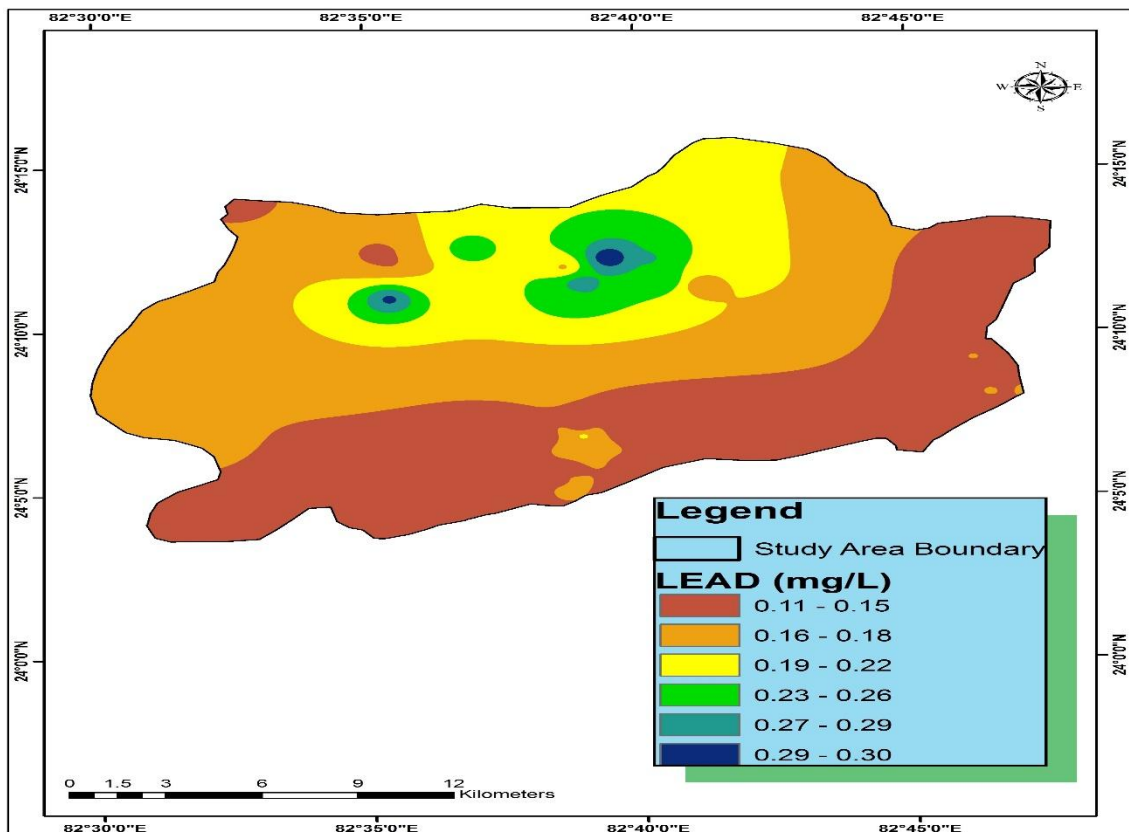 82°30'0"E 82°35'0"E 82°40'0"E 82°45'0"E
N
W E
S
24°15'0"N 24°15'0"N
24°10'0"N 24°10'0"N
24°5'0"N 24°5'0"N
24°0'0"N 24°0'0"N
Legend
Study Area Boundary
LEAD (mg/L)
0.11 - 0.15
0.16 - 0.18
0.19 - 0.22
0.23 - 0.26
0.27 - 0.29
0.29 - 0.30
0 1.5 3 6 9 12
Kilometers
82°30'0"E 82°35'0"E 82°40'0"E 82°45'0"E